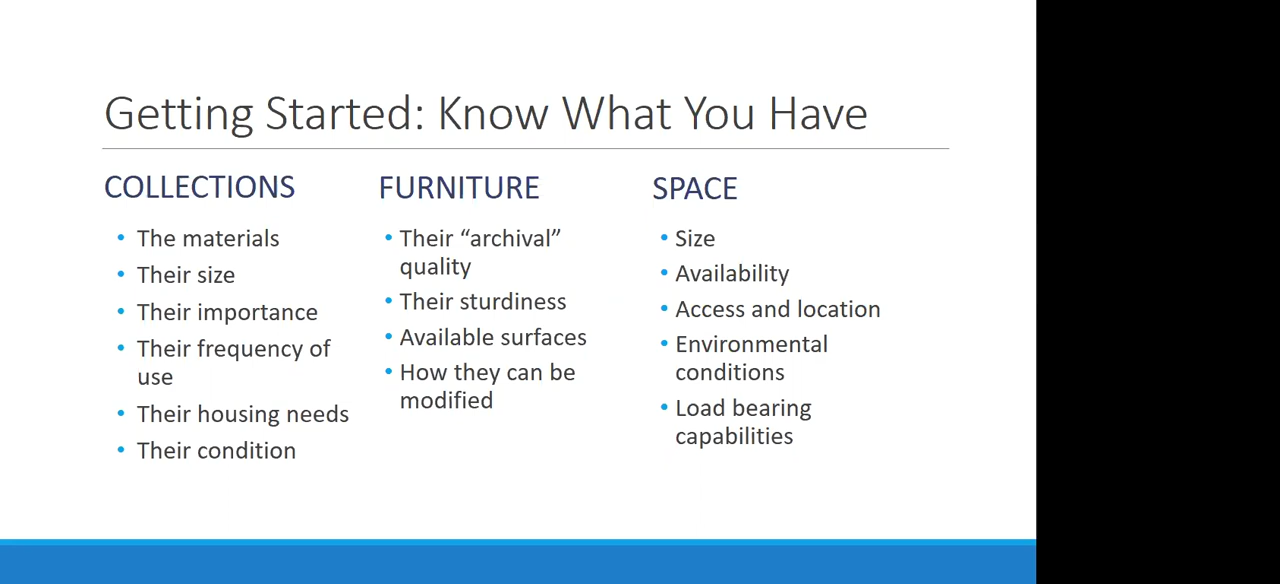 Getting Started: Know What You Have
COLLECTIONS
• The materials
• Their size
• Their importance
• Their frequency of
use
• Their housing needs
• Their condition
FURNITURE
• Their “archival”
quality
• Their sturdiness
• Available surfaces
• How they can be
modified
SPACE
• Size
• Availability
• Access and location
• Environmental
conditions
• Load bearing
capabilities